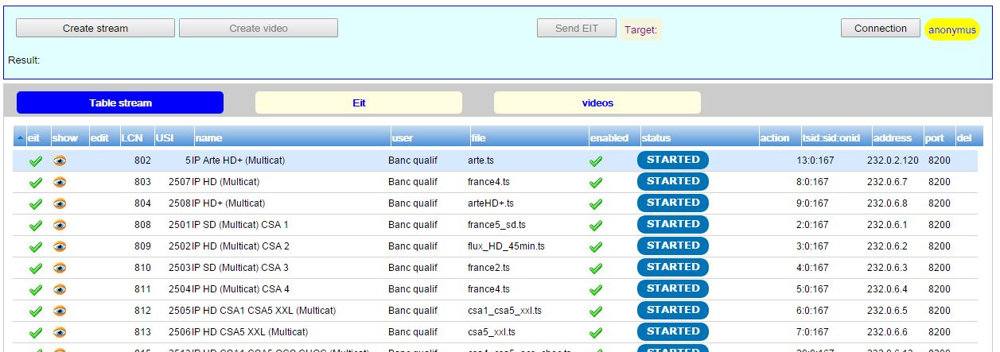 Create stream Create video Send EIT Target: Connection anonymus
Result:
Table stream Eit videos
eit show edit LCN USI name user file enabled status action tsid:sid:onid address port del
802 5 IP Arte HD+ (Multicat) Banc qualif arte.ts STARTED 13:0:167 232.0.2.120 8200
803 2507 IP HD (Multicat) Banc qualif france4.ts STARTED 8:0:167 232.0.6.7 8200
804 2508 IP HD+ (Multicat) Banc qualif arteHD+.ts STARTED 9:0:167 232.0.6.8 8200
808 2501 IP SD (Multicat) CSA 1 Banc qualif france5_sd.ts STARTED 2:0:167 232.0.6.1 8200
809 2502 IP HD (Multicat) CSA 2 Banc qualif flux_HD_45min.ts STARTED 3:0:167 232.0.6.2 8200
810 2503 IP SD (Multicat) CSA 3 Banc qualif france2.ts STARTED 4:0:167 232.0.6.3 8200
811 2504 IP HD (Multicat) CSA 4 Banc qualif france4.ts STARTED 5:0:167 232.0.6.4 8200
812 2505 IP HD CSA1 CSA5 XXL (Multicat) Banc qualif csa1_csa5_xxl.ts STARTED 6:0:167 232.0.6.5 8200
813 2506 IP HD CSA5 XXL (Multicat) Banc qualif csa5_xxl.ts STARTED 7:0:167 232.0.6.6 8200